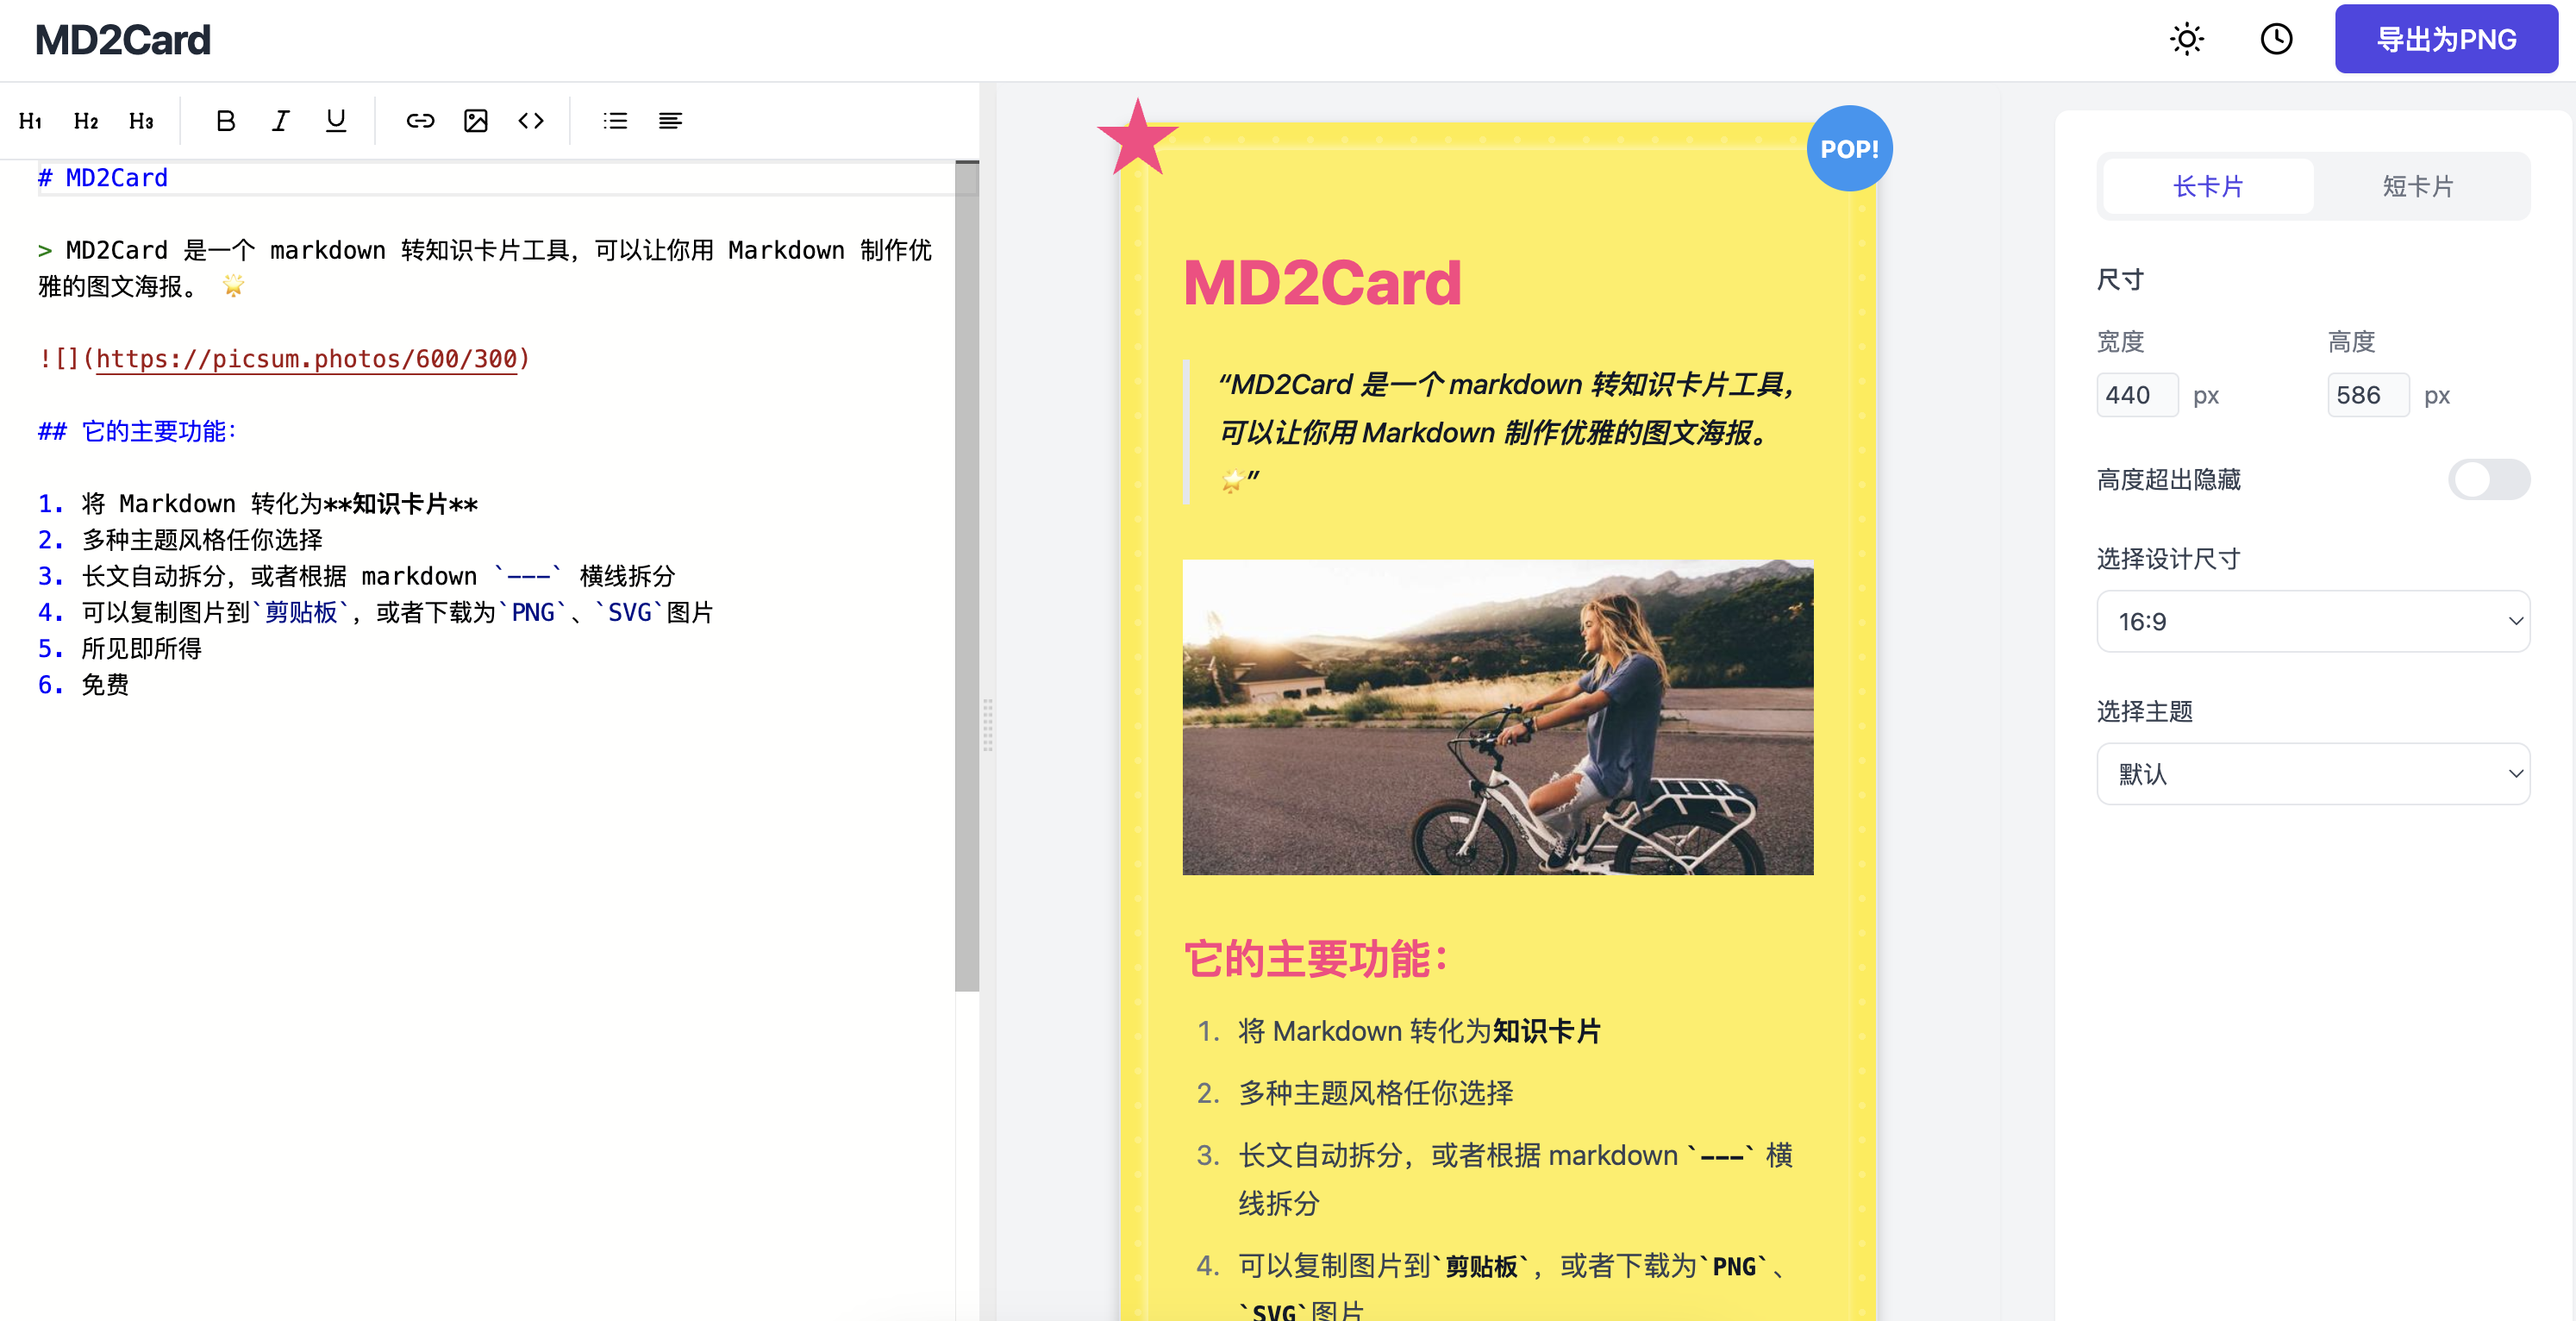 MD2Card
导出为PNG
H1 H2 H3
# MD2Card
> MD2Card 是一个 markdown 转知识卡片工具，可以让你用 Markdown 制作优
雅的图文海报。 🌟
![](https://picsum.photos/600/300)
## 它的主要功能：
1. 将 Markdown 转化为**知识卡片**
2. 多种主题风格任你选择
3. 长文自动拆分，或者根据 markdown `---` 横线拆分
4. 可以复制图片到`剪贴板`，或者下载为`PNG`、`SVG`图片
5. 所见即所得
6. 免费
POP!
MD2Card
“MD2Card 是一个 markdown 转知识卡片工具，
可以让你用 Markdown 制作优雅的图文海报。
🌟”
它的主要功能：
1. 将 Markdown 转化为知识卡片
2. 多种主题风格任你选择
3. 长文自动拆分，或者根据 markdown `---` 横
线拆分
4. 可以复制图片到`剪贴板`，或者下载为`PNG`、
`SVG`图片
长卡片 短卡片
尺寸
宽度 高度
440 px 586 px
高度超出隐藏
选择设计尺寸
16:9
选择主题
默认